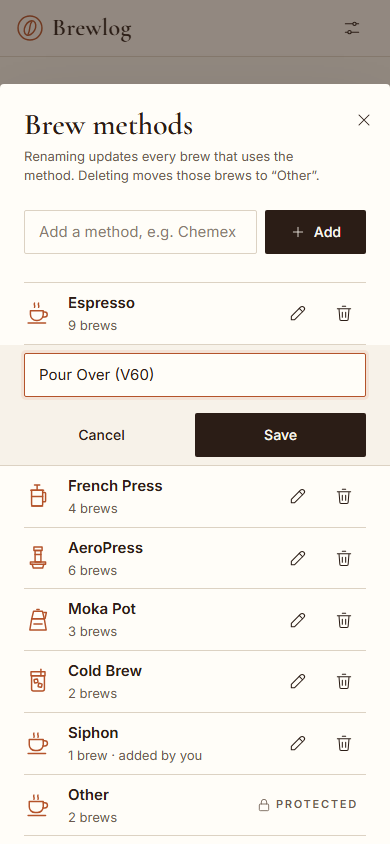 Brewlog
Brew methods
Renaming updates every brew that uses the
method. Deleting moves those brews to “Other”.
Add a method, e.g. Chemex
Add
Espresso
9 brews
Pour Over (V60)
Cancel
Save
French Press
4 brews
AeroPress
6 brews
Moka Pot
3 brews
Cold Brew
2 brews
Siphon
1 brew · added by you
Other
2 brews
PROTECTED